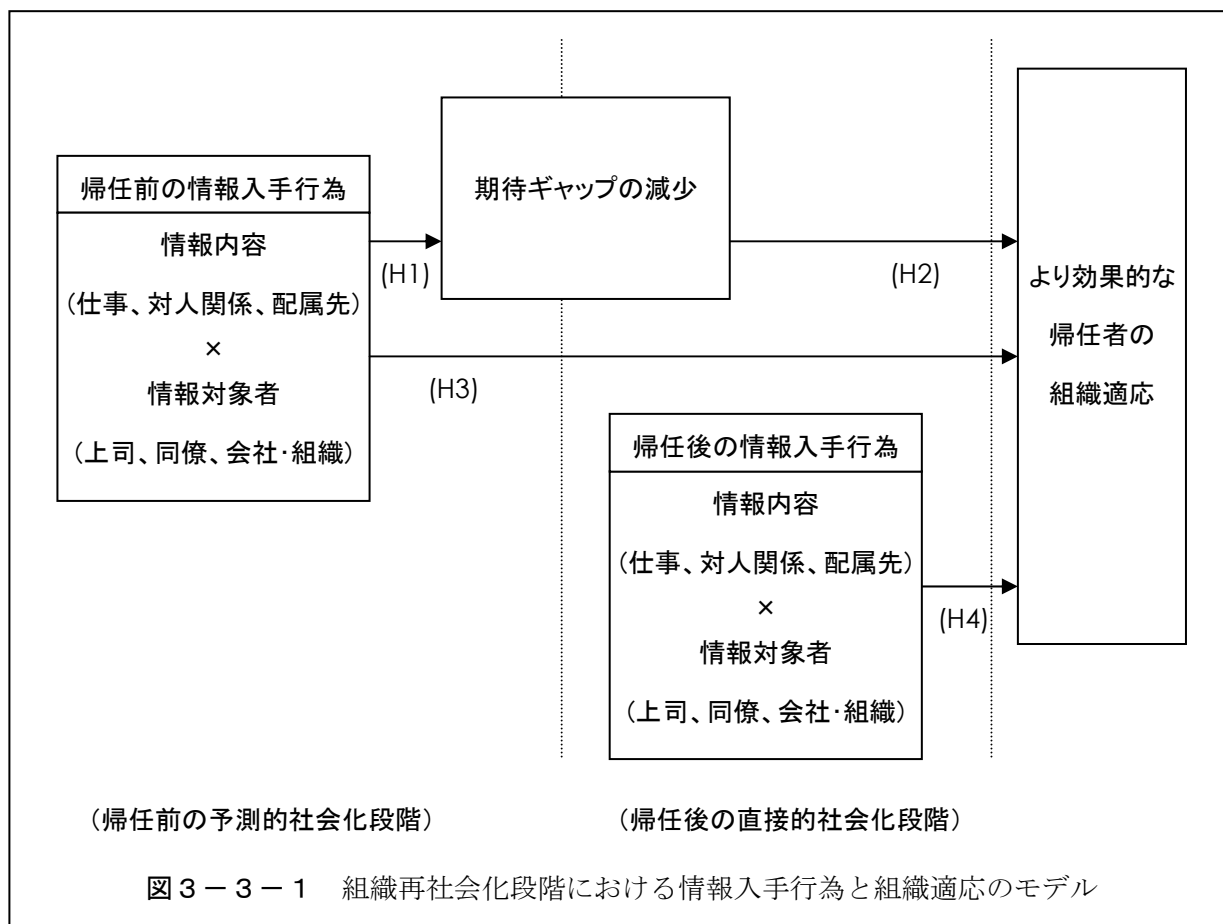 帰任前の情報入手行為
情報内容
(仕事、対人関係、配属先)
×
情報対象者
(上司、同僚、会社・組織)
(H1)
期待ギャップの減少
(H2)
(H3)
帰任後の情報入手行為
情報内容
(仕事、対人関係、配属先)
×
情報対象者
(上司、同僚、会社・組織)
(H4)
より効果的な
帰任者の
組織適応
(帰任前の予測的社会化段階)
(帰任後の直接的社会化段階)
図3-3-1 組織再社会化段階における情報入手行為と組織適応のモデル